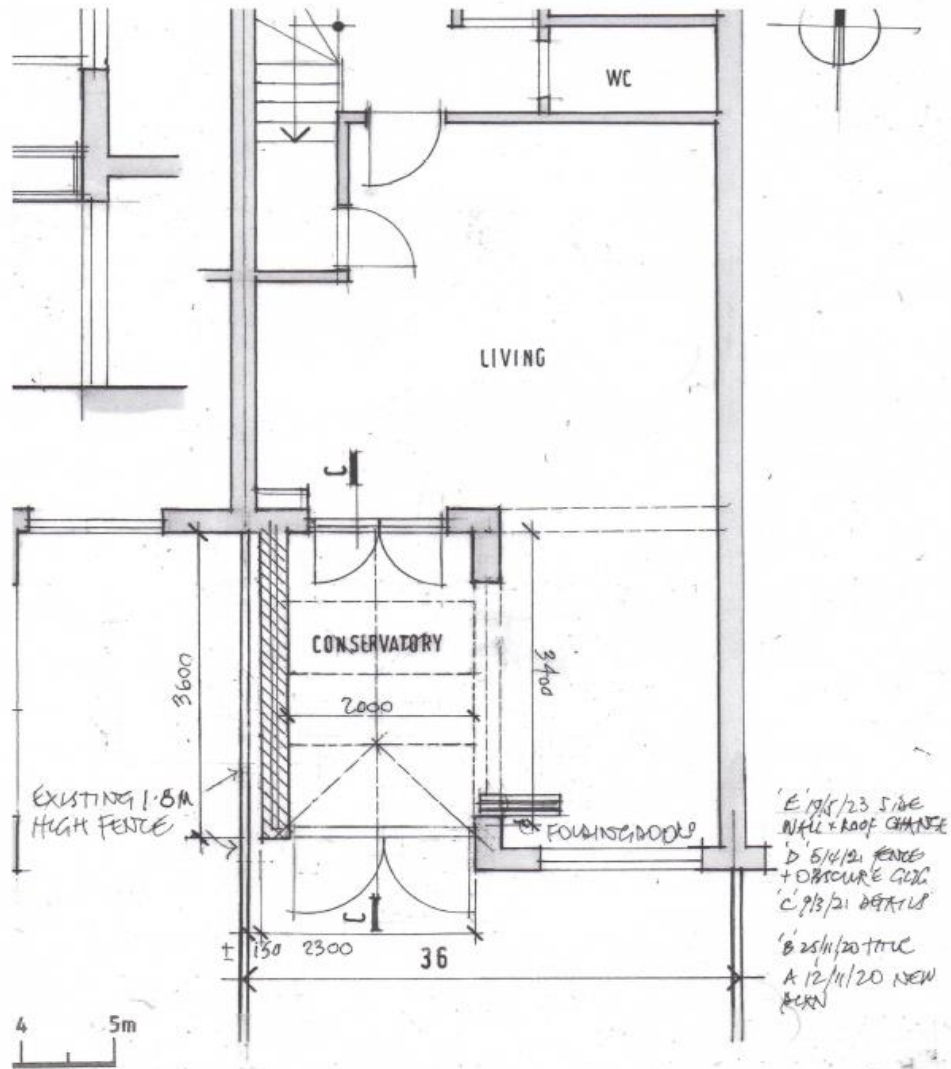 WC
LIVING
C
CONSERVATORY
3600
3400
2000
EXISTING 1.8M
HIGH FENCE
FOLDING DOORS
C
± 150 2300
36
'E' 19/5/23 SIDE
WALL + ROOF CHANGE
'D' 5/4/21 FENCE
+ OBSCURE GLZG
'C' 9/3/21 DETAILS
'B' 25/11/20 TITLE
A 12/11/20 NEW
PLAN
4 5m